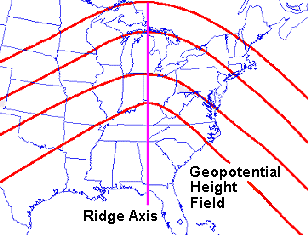 Geopotential
Height
Field
Ridge Axis